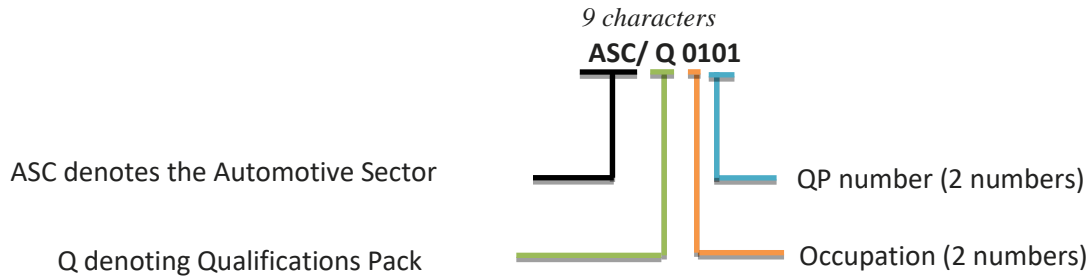 9 characters
ASC/ Q 0101
ASC denotes the Automotive Sector
QP number (2 numbers)
Q denoting Qualifications Pack
Occupation (2 numbers)